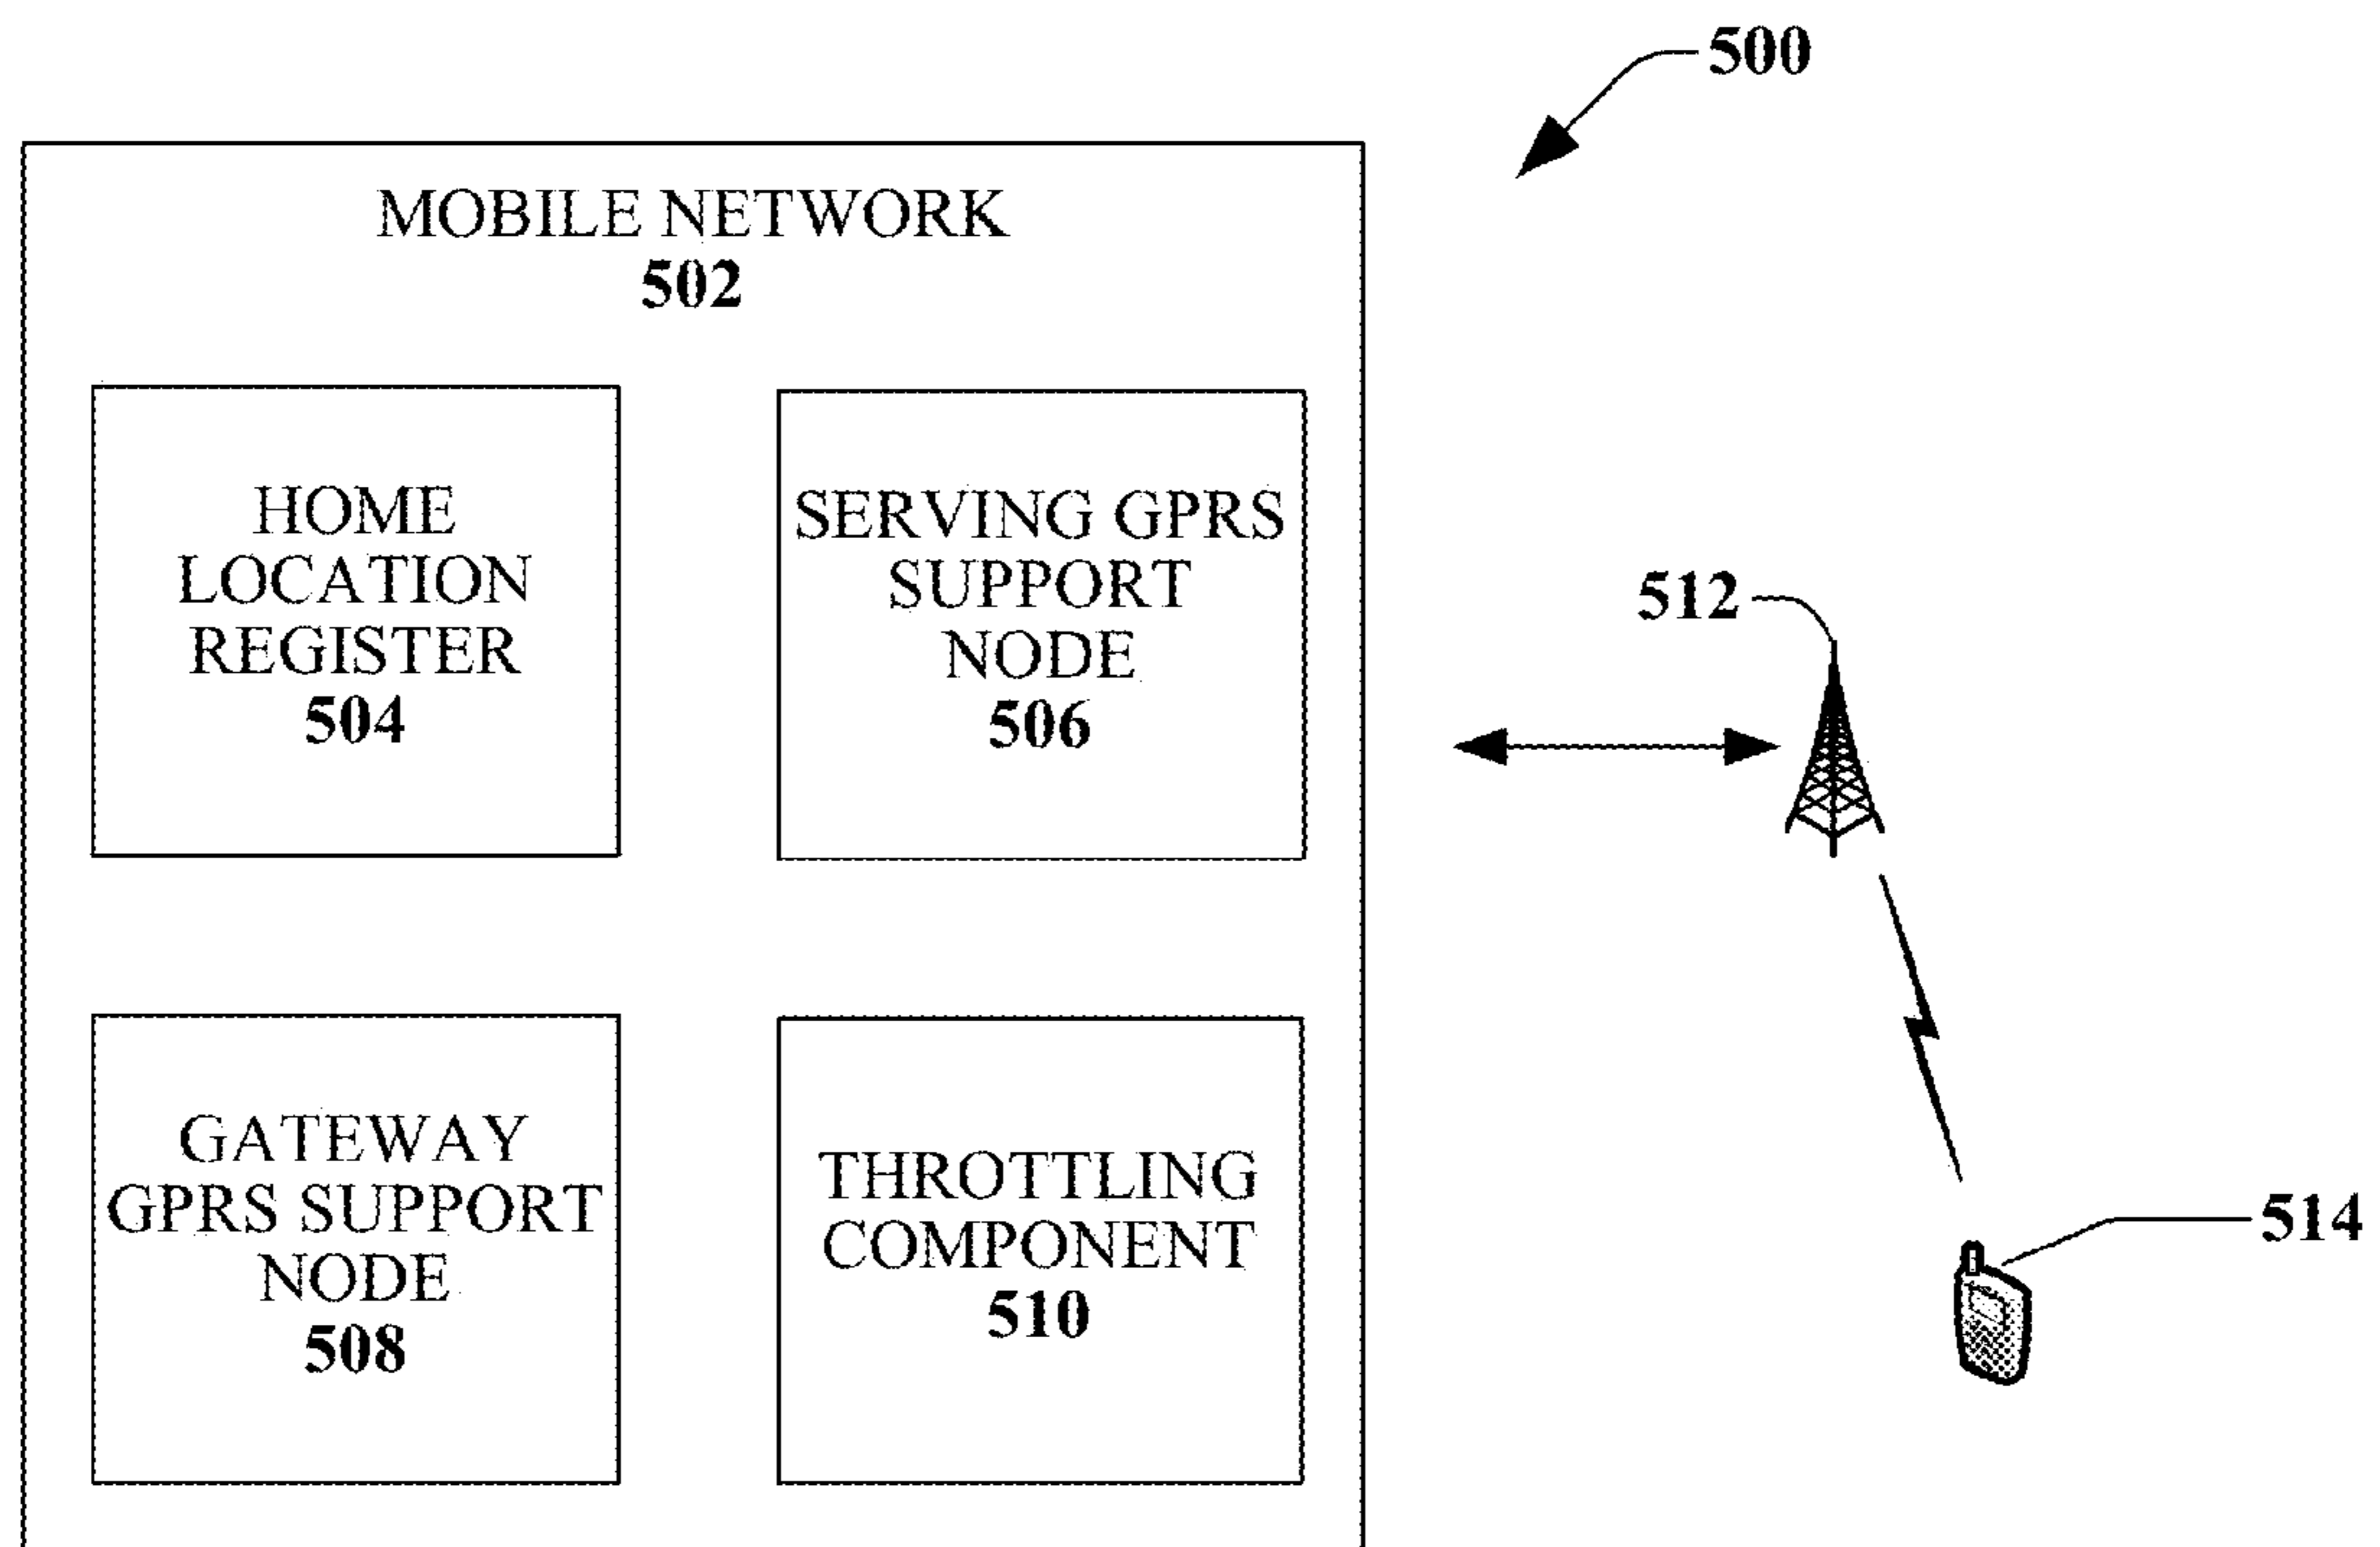 500
MOBILE NETWORK
502
HOME
LOCATION
REGISTER
504
SERVING GPRS
SUPPORT
NODE
506
512
GATEWAY
GPRS SUPPORT
NODE
508
THROTTLING
COMPONENT
510
514